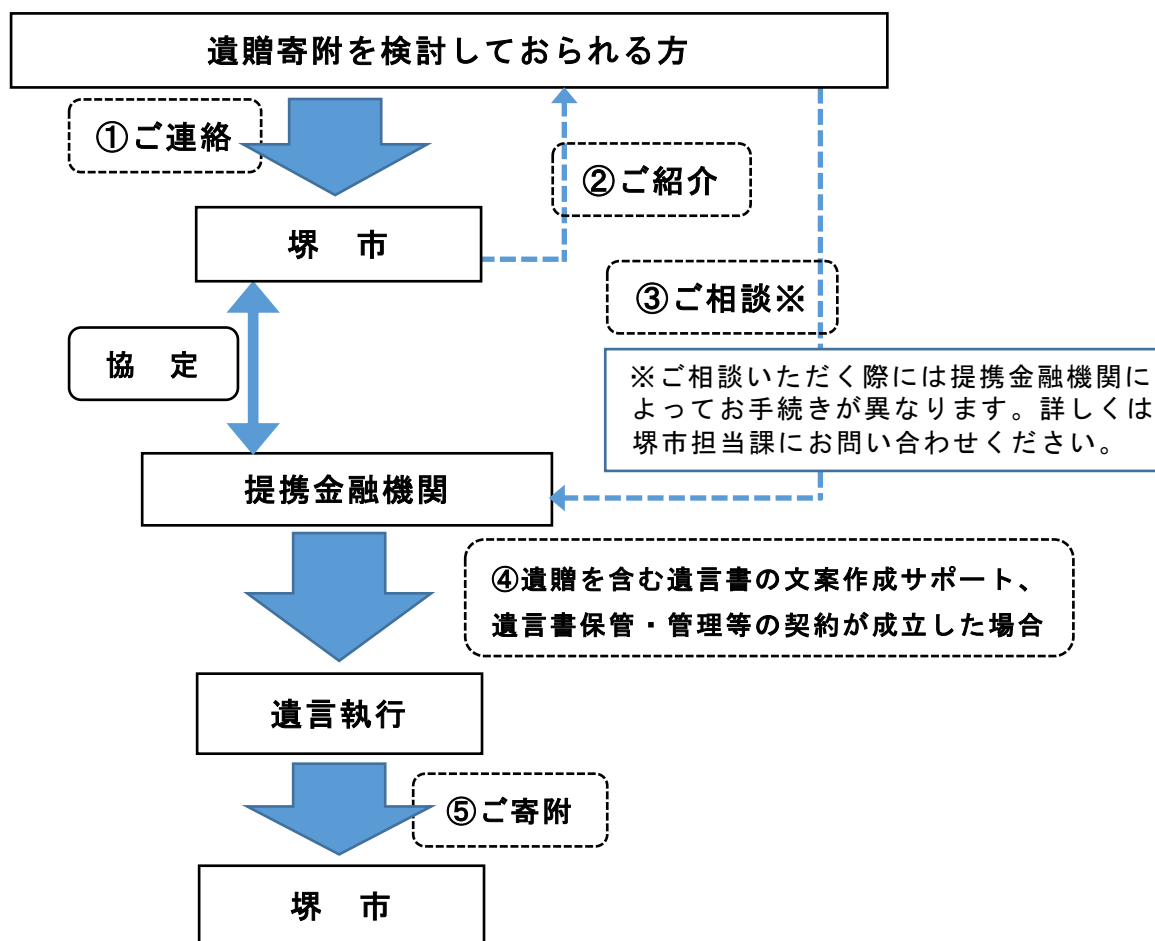 遺贈寄附を検討しておられる方
①ご連絡
②ご紹介
堺　市
③ご相談※
協　定
※ご相談いただく際には提携金融機関に
よってお手続きが異なります。詳しくは
堺市担当課にお問い合わせください。
提携金融機関
④遺贈を含む遺言書の文案作成サポート、
遺言書保管・管理等の契約が成立した場合
遺言執行
⑤ご寄附
堺　市